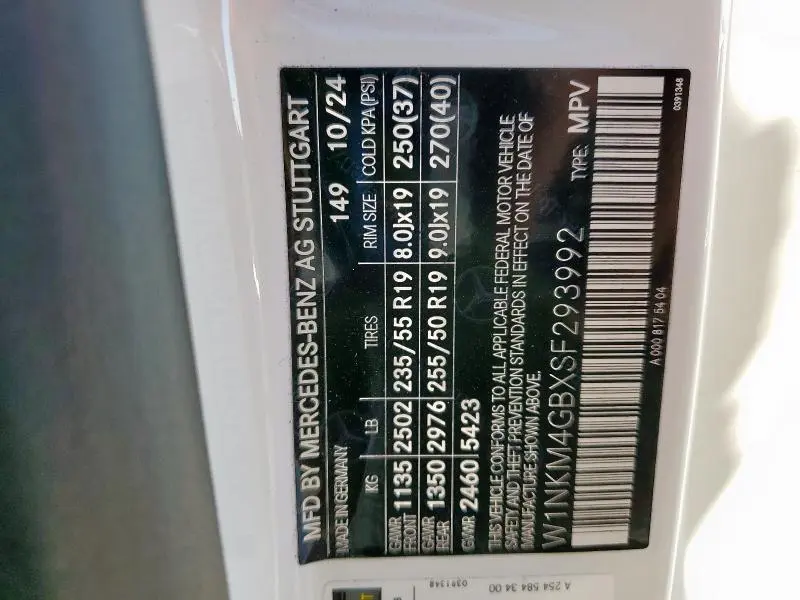 MFD BY MERCEDES-BENZ AG STUTTGART
MADE IN GERMANY 149 10/24
KG LB TIRES RIM SIZE COLD KPA (PSI)
GAWR FRONT 1135 2502 235/55 R19 8.0Jx19 250(37)
GAWR REAR 1350 2976 255/50 R19 9.0Jx19 270(40)
GVWR 2460 5423
THIS VEHICLE CONFORMS TO ALL APPLICABLE FEDERAL MOTOR VEHICLE
SAFETY AND THEFT PREVENTION STANDARDS IN EFFECT ON THE DATE OF
MANUFACTURE SHOWN ABOVE.
W1NKM4GBXSF293992 TYPE: MPV
A 000 817 54 04 0391348
A 254 584 34 00
0391348